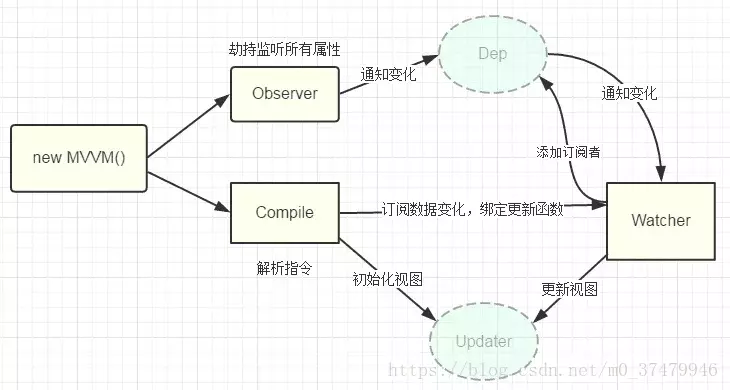 劫持监听所有属性
Dep
通知变化
Observer
通知变化
new MVVM()
添加订阅者
Compile
订阅数据变化，绑定更新函数
Watcher
解析指令
初始化视图
更新视图
Updater
https://blog.csdn.net/m0_37479946